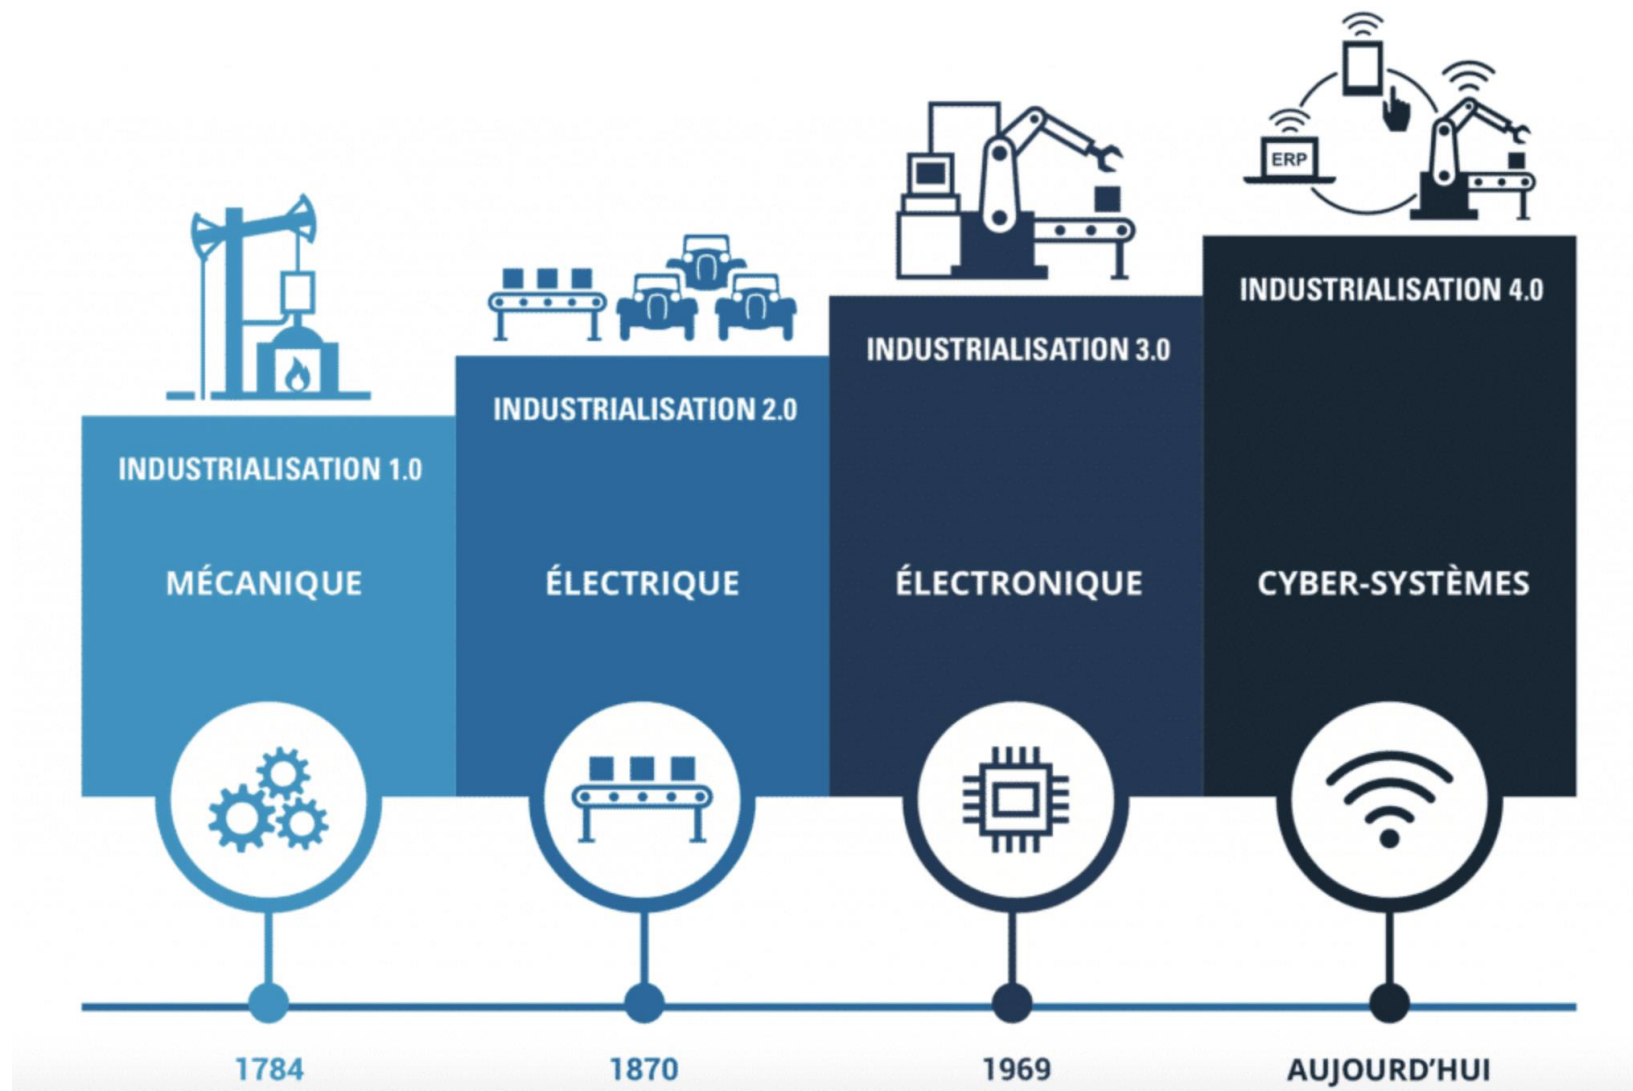 ERP
INDUSTRIALISATION 4.0
INDUSTRIALISATION 3.0
INDUSTRIALISATION 2.0
INDUSTRIALISATION 1.0
MÉCANIQUE
ÉLECTRIQUE
ÉLECTRONIQUE
CYBER-SYSTÈMES
1784
1870
1969
AUJOURD'HUI